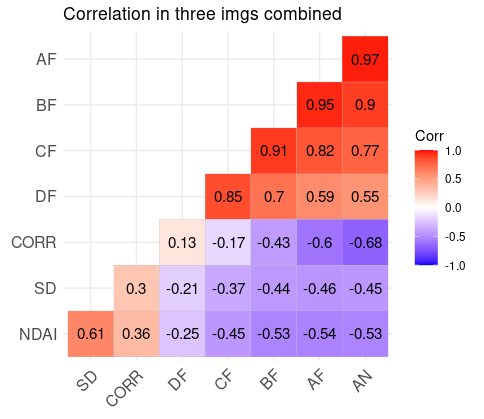 Correlation in three imgs combined
AF 0.97
BF 0.95 0.9
CF 0.91 0.82 0.77
DF 0.85 0.7 0.59 0.55
CORR 0.13 -0.17 -0.43 -0.6 -0.68
SD 0.3 -0.21 -0.37 -0.44 -0.46 -0.45
NDAI 0.61 0.36 -0.25 -0.45 -0.53 -0.54 -0.53
SD CORR DF CF BF AF AN
Corr
1.0
0.5
0.0
-0.5
-1.0